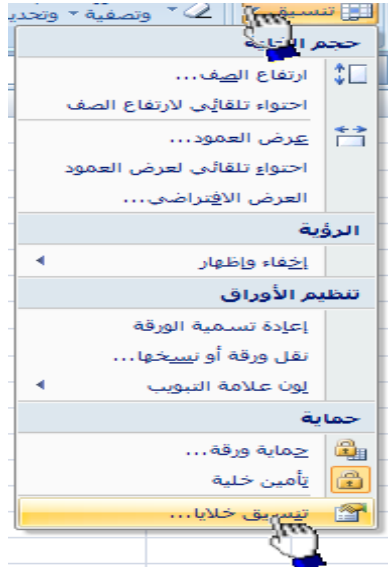 تنسيق
وتصفية وتحديد
حجم الخلية
ارتفاع الصف...
احتواء تلقائي لارتفاع الصف
عرض العمود...
احتواء تلقائي لعرض العمود
العرض الافتراضي...
الرؤية
إخفاء وإظهار
تنظيم الأوراق
إعادة تسمية الورقة
نقل ورقة أو نسخها...
لون علامة التبويب
حماية
حماية ورقة...
تأمين خلية
تنسيق خلايا...